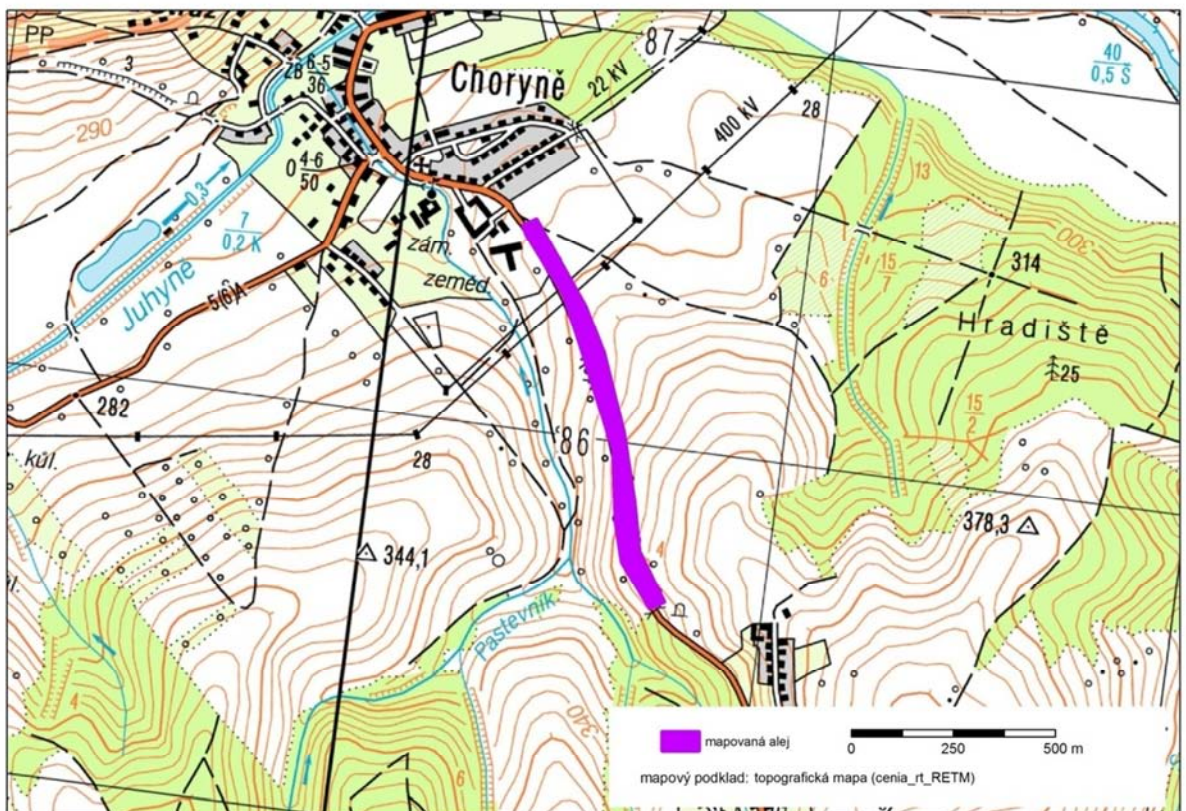 PP
3
2B 6-5
36
87
40
0,5 Š
Choryně
22 kV
400 kV
28
290
0 4-6
50
13
0,3
7
0,2 K
zám.
zeměd.
300
6
15
7
314
Juhyně
5(6)A
Hradiště
25
282
15
2
'86
kůl.
28
378,3
344,1
4
Pastevník
4
340
6
mapovaná alej
0 250 500 m
mapový podklad: topografická mapa (cenia_rt_RETM)